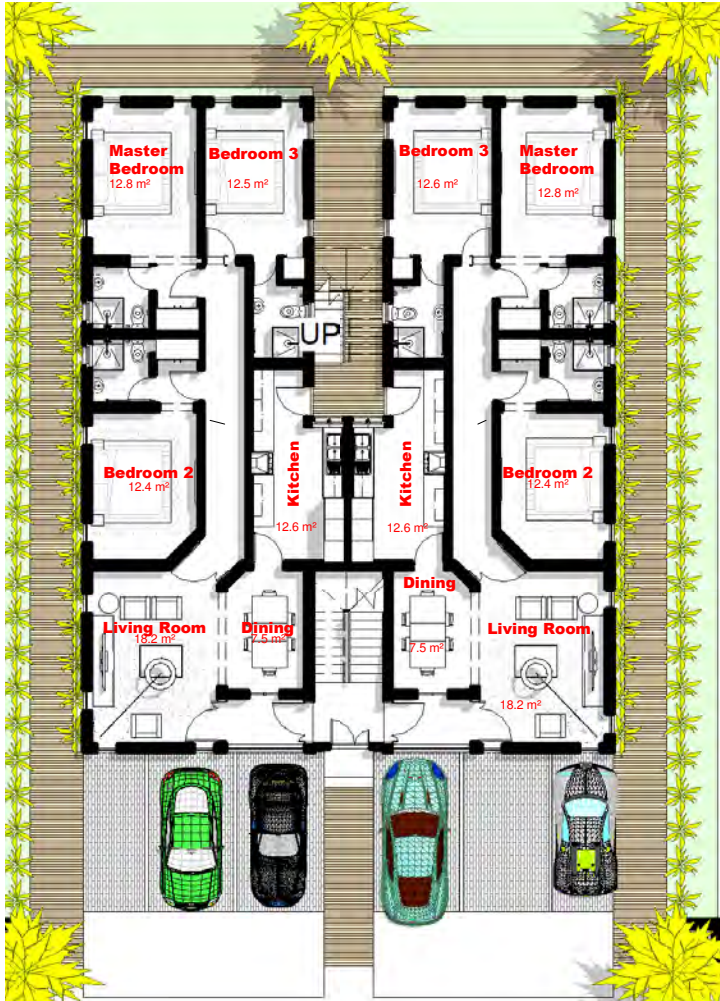 Master
Bedroom
12.8 m²
Bedroom 3
12.5 m²
Bedroom 3
12.6 m²
Master
Bedroom
12.8 m²
UP
Bedroom 2
12.4 m²
Kitchen
12.6 m²
Kitchen
12.6 m²
Bedroom 2
12.4 m²
Living Room
18.2 m²
Dining
7.5 m²
Dining
7.5 m²
Living Room
18.2 m²